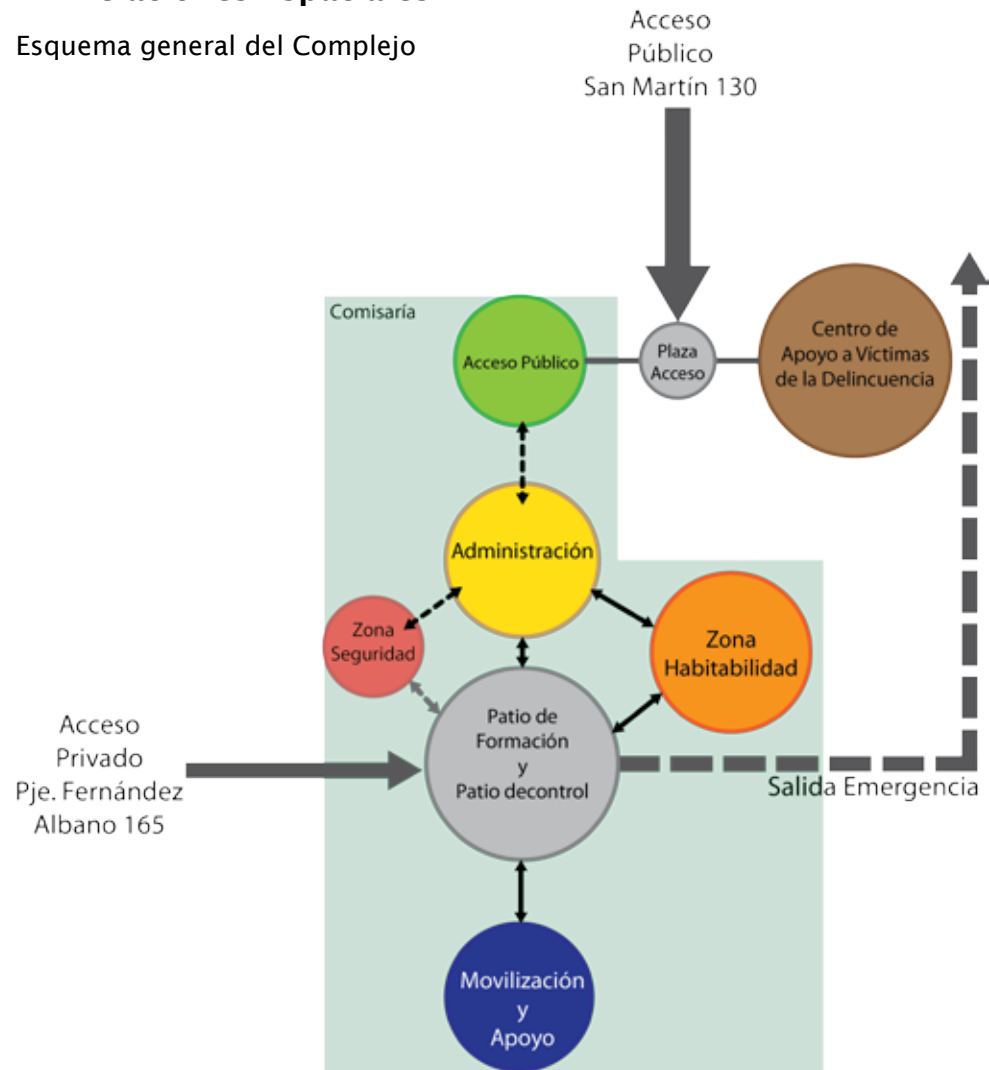 Esquema general del Complejo
Acceso
Público
San Martín 130
Comisaría
Acceso Público
Plaza
Acceso
Centro de
Apoyo a Víctimas
de la Delincuencia
Administración
Zona
Seguridad
Zona
Habitabilidad
Patio de
Formación
y
Patio decontrol
Acceso
Privado
Pje. Fernández
Albano 165
Salida Emergencia
Movilización
y
Apoyo